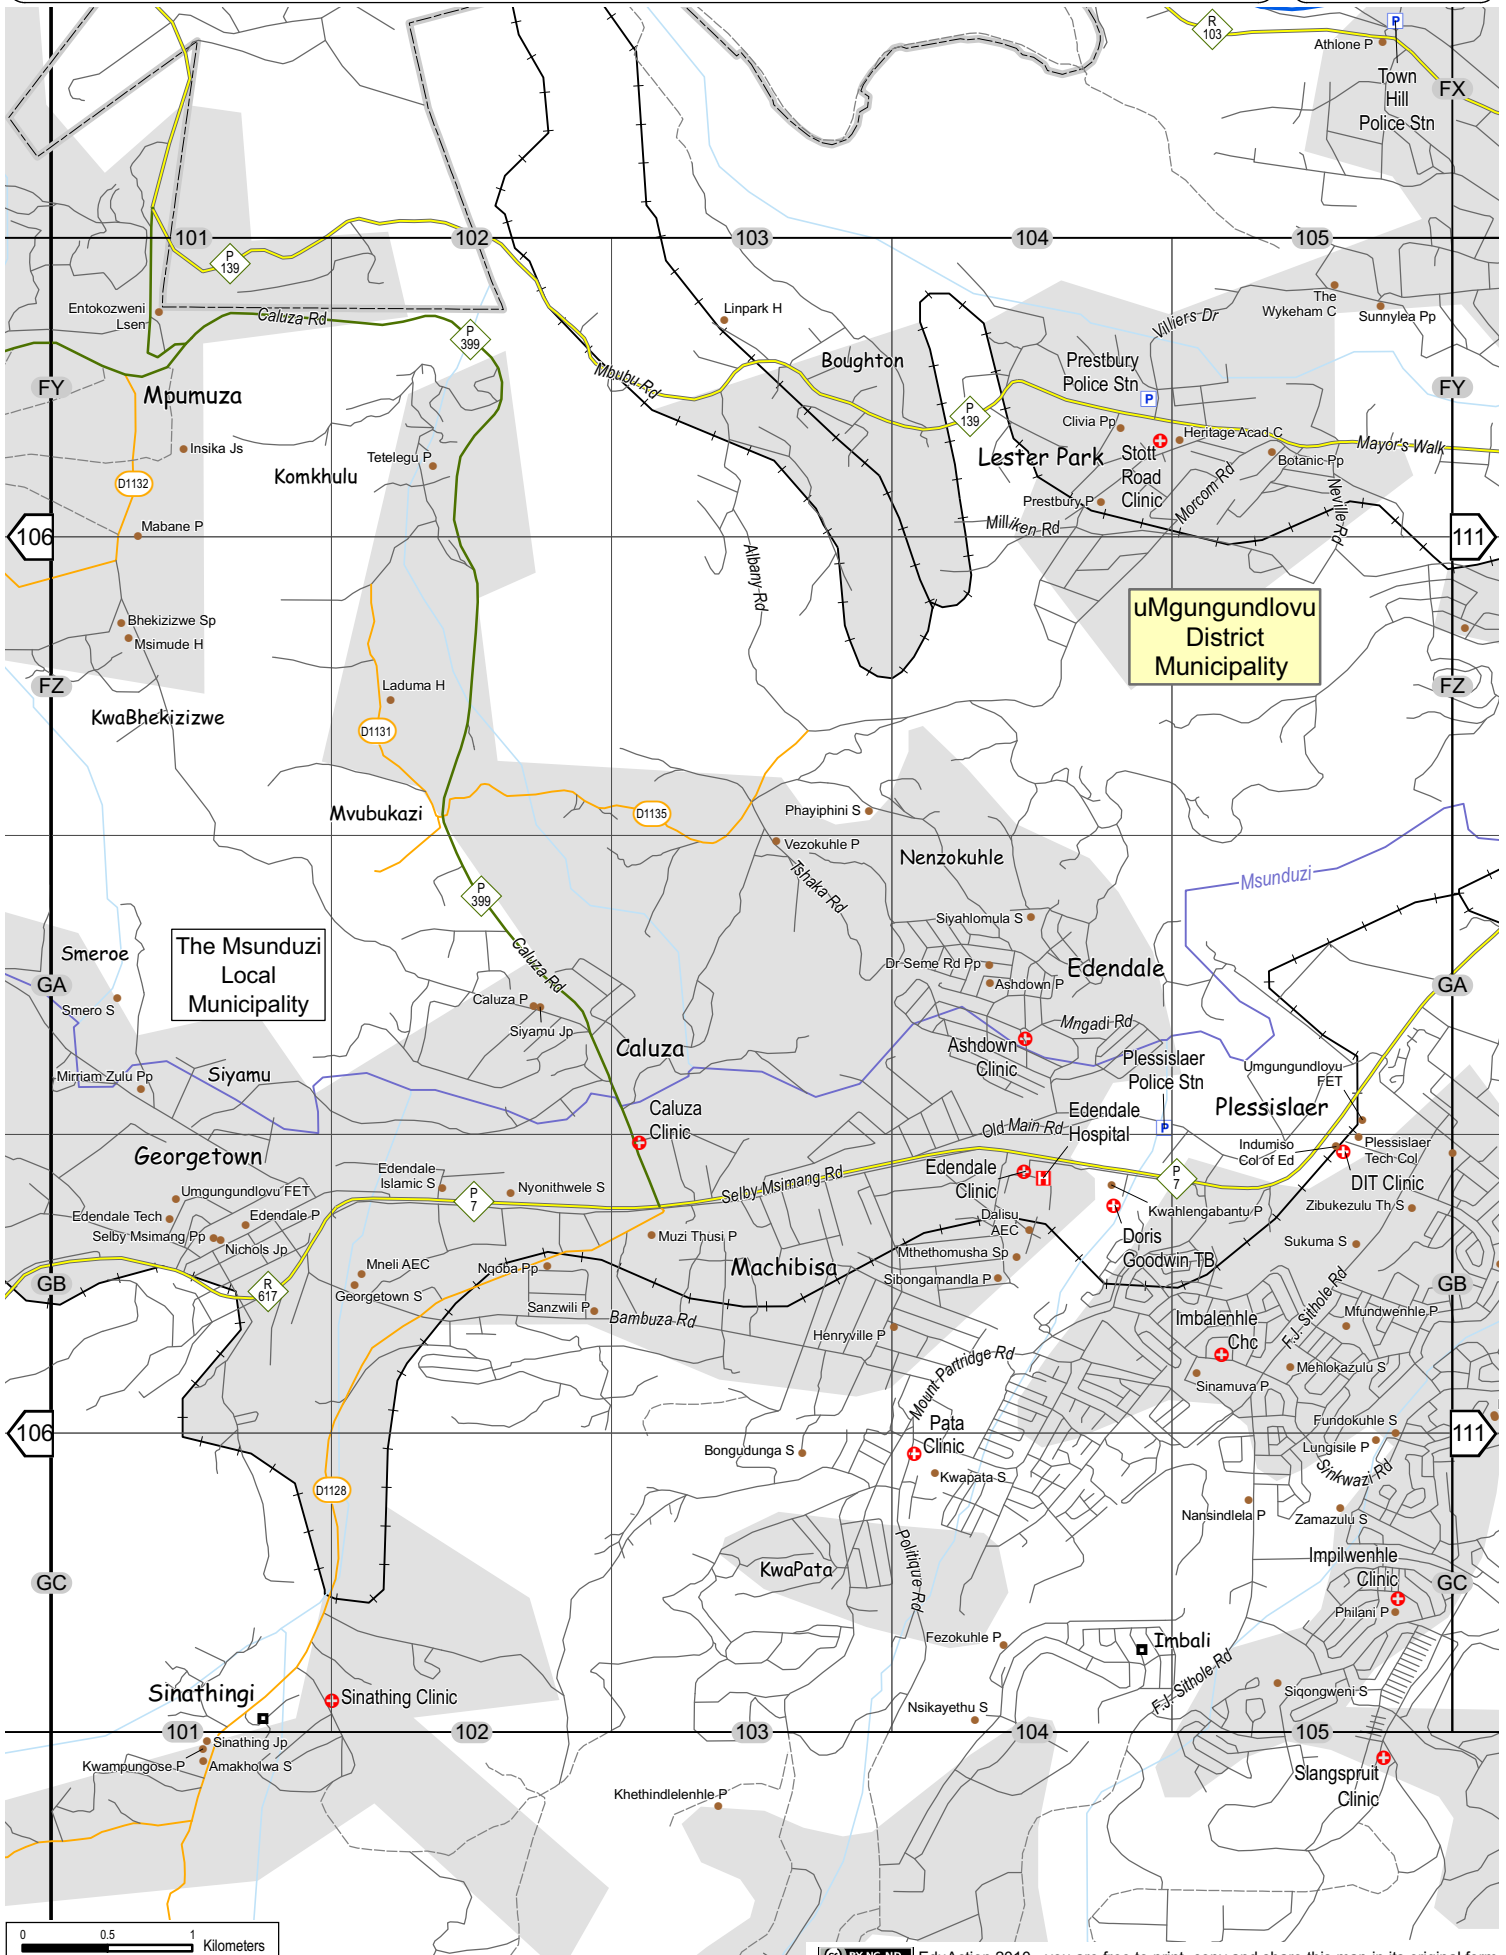 R
103
P
Athlone P
Town
Hill
Police Stn
FX
101
102
103
104
105
P
139
Entokozweni
Lsen
Caluza Rd
P
399
Linpark H
Boughton
Villiers Dr
The
Wykeham C
Sunnylea Pp
Prestbury
Police Stn
P
FY
Mpumuza
Mbubu Rd
P
139
FY
Clivia Pp
Heritage Acad C
Mayor's Walk
Insika Js
Komkhulu
Tetelegu P
Lester Park
Stott
Road
Clinic
Botanic Pp
D1132
Morcom Rd
Neville Rd
Prestbury P
Mabane P
Milliken Rd
106
111
Albany Rd
Bhekizizwe Sp
Msimude H
uMgungundlovu
District
Municipality
FZ
Laduma H
FZ
KwaBhekizizwe
D1131
Mvubukazi
D1135
Phayiphini S
Vezokuhle P
Nenzokuhle
Tshaka Rd
Msunduzi
P
399
Siyahlomula S
Smeroe
The Msunduzi
Local
Municipality
Caluza Rd
Dr Seme Rd Pp
Edendale
GA
Ashdown P
GA
Smero S
Caluza P
Siyamu Jp
Mngadi Rd
Caluza
Ashdown
Clinic
Plessislaer
Police Stn
Umgungundlovu
FET
Mirriam Zulu Pp
Siyamu
Caluza
Clinic
Edendale
Hospital
Plessislaer
P
Old Main Rd
Georgetown
Indumiso
Col of Ed
Plessislaer
Tech Col
Edendale
Islamic S
Nyonithwele S
Selby Msimang Rd
Edendale
Clinic
H
P
7
P
7
DIT Clinic
Umgungundlovu FET
Kwahlengabantu P
Zibukezulu Th S
Edendale Tech
Edendale P
Dalisu
AEC
Selby Msimang Pp
Nichols Jp
Muzi Thusi P
Doris
Goodwin TB
Sukuma S
Mthethomusha Sp
Mneli AEC
Nqoba Pp
Machibisa
Sibongamandla P
GB
R
617
Georgetown S
GB
Sanzwili P
Bambuza Rd
Henryville P
Imbalenhle
Chc
F.J. Sithole Rd
Mfundwenhle P
Mount Partridge Rd
Mehlokazulu S
Sinamuva P
106
Pata
Clinic
Fundokuhle S
111
Bongudunga S
Lungisile P
Kwapata S
Sinkwazi Rd
D1128
Nansindlela P
Zamazulu S
Politique Rd
KwaPata
Impilwenhle
Clinic
GC
GC
Philani P
Fezokuhle P
Imbali
F.J. Sithole Rd
Sinathingi
Sinathing Clinic
Siqongweni S
Nsikayethu S
101
102
103
104
105
Sinathing Jp
Kwampungose P
Amakholwa S
Slangspruit
Clinic
Khethindlelenhle P
0 0.5 1
Kilometers